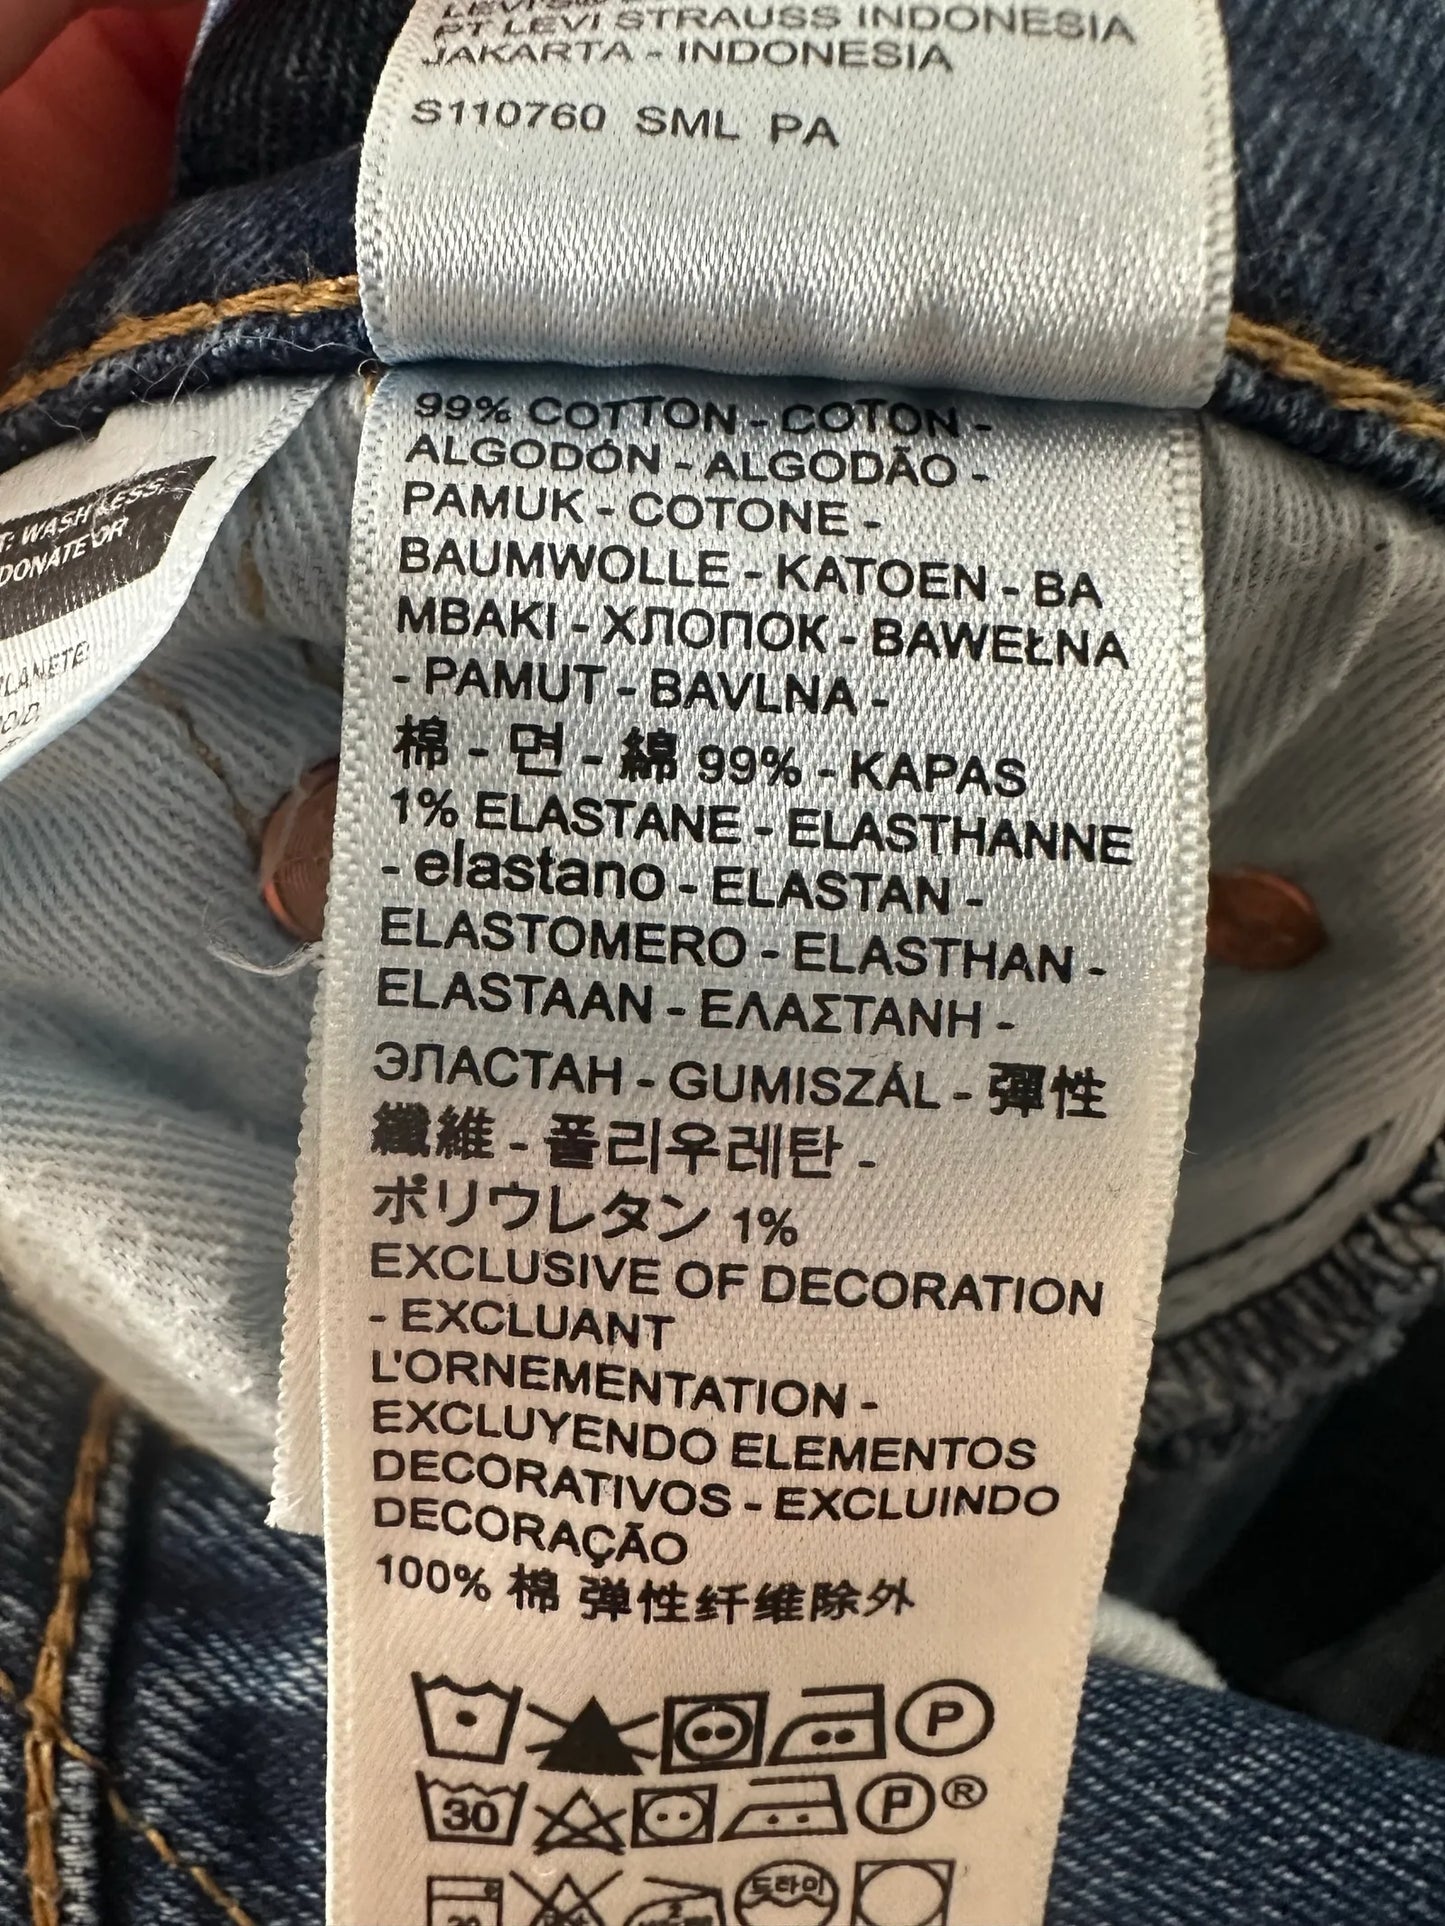 PT LEVI STRAUSS INDONESIA
JAKARTA - INDONESIA
S110760 SML PA
WASH LESS.
DONATE OR
99% COTTON - COTON -
ALGODÓN - ALGODÃO -
PAMUK - COTONE -
BAUMWOLLE - KATOEN - BA
MBAKI - ХЛОПОК - BAWEŁNA
- PAMUT - BAVLNA -
棉 - 면 - 綿 99% - KAPAS
1% ELASTANE - ELASTHANNE
- elastano - ELASTAN -
ELASTOMERO - ELASTHAN -
ELASTAAN - ΕΛΑΣΤΑΝΗ -
ЭЛАСТАН - GUMISZÁL - 彈性
纖維 - 폴리우레탄 -
ポリウレタン 1%
EXCLUSIVE OF DECORATION
- EXCLUANT
L'ORNEMENTATION -
EXCLUYENDO ELEMENTOS
DECORATIVOS - EXCLUINDO
DECORAÇÃO
100% 棉 弹性纤维除外
P
30 P ®
드라이